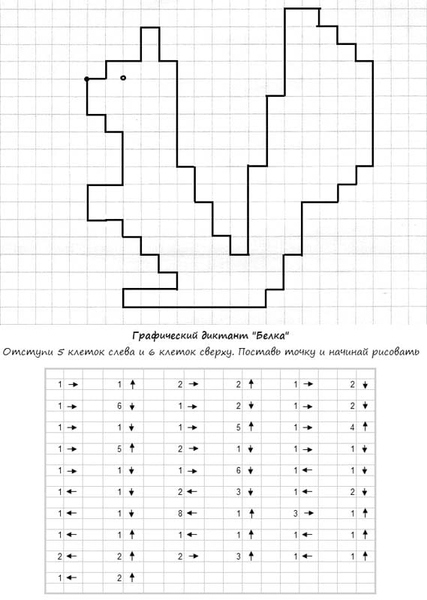 Графический диктант "Белка"
Отступи 5 клеток слева и 6 клеток сверху. Поставь точку и начинай рисовать
1 → 1 ↑ 2 → 2 ↑ 1 → 2 ↓
1 → 6 ↓ 1 → 2 ↓ 1 → 1 ↓
1 → 1 ↓ 1 → 5 ↑ 1 → 4 ↑
1 → 5 ↑ 2 → 1 ↓ 1 → 1 ↓
1 → 1 ↓ 1 → 6 ↓ 1 ← 1 ↓
1 ← 1 ↓ 2 ← 3 ↓ 1 ← 2 ↓
1 ← 1 ↓ 8 ← 1 ↑ 3 → 1 ↑
1 ← 1 ↑ 1 ← 1 ↑ 1 ← 1 ↑
2 ← 2 ↑ 2 → 3 ↑ 1 ← 1 ↑
1 ← 2 ↑